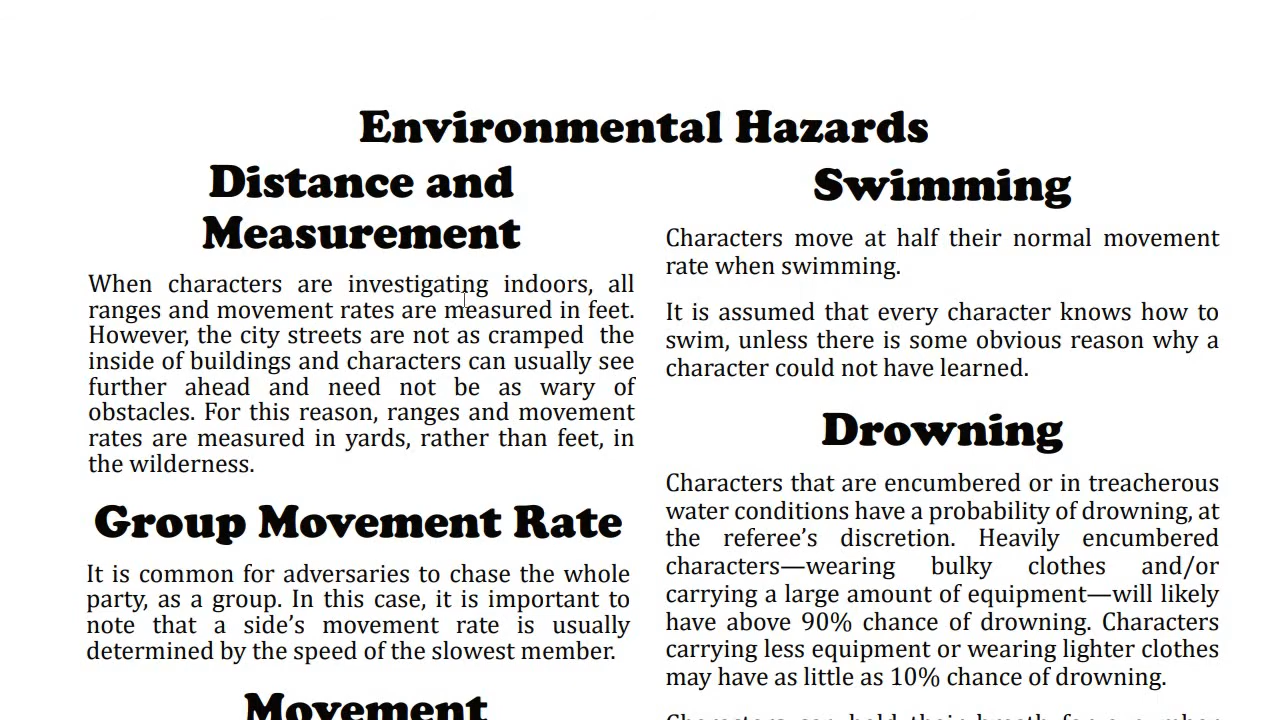 Environmental Hazards
Distance and
Measurement
When characters are investigating indoors, all
ranges and movement rates are measured in feet.
However, the city streets are not as cramped the
inside of buildings and characters can usually see
further ahead and need not be as wary of
obstacles. For this reason, ranges and movement
rates are measured in yards, rather than feet, in
the wilderness.
Group Movement Rate
It is common for adversaries to chase the whole
party, as a group. In this case, it is important to
note that a side’s movement rate is usually
determined by the speed of the slowest member.
Movement
Swimming
Characters move at half their normal movement
rate when swimming.
It is assumed that every character knows how to
swim, unless there is some obvious reason why a
character could not have learned.
Drowning
Characters that are encumbered or in treacherous
water conditions have a probability of drowning, at
the referee’s discretion. Heavily encumbered
characters—wearing bulky clothes and/or
carrying a large amount of equipment—will likely
have above 90% chance of drowning. Characters
carrying less equipment or wearing lighter clothes
may have as little as 10% chance of drowning.